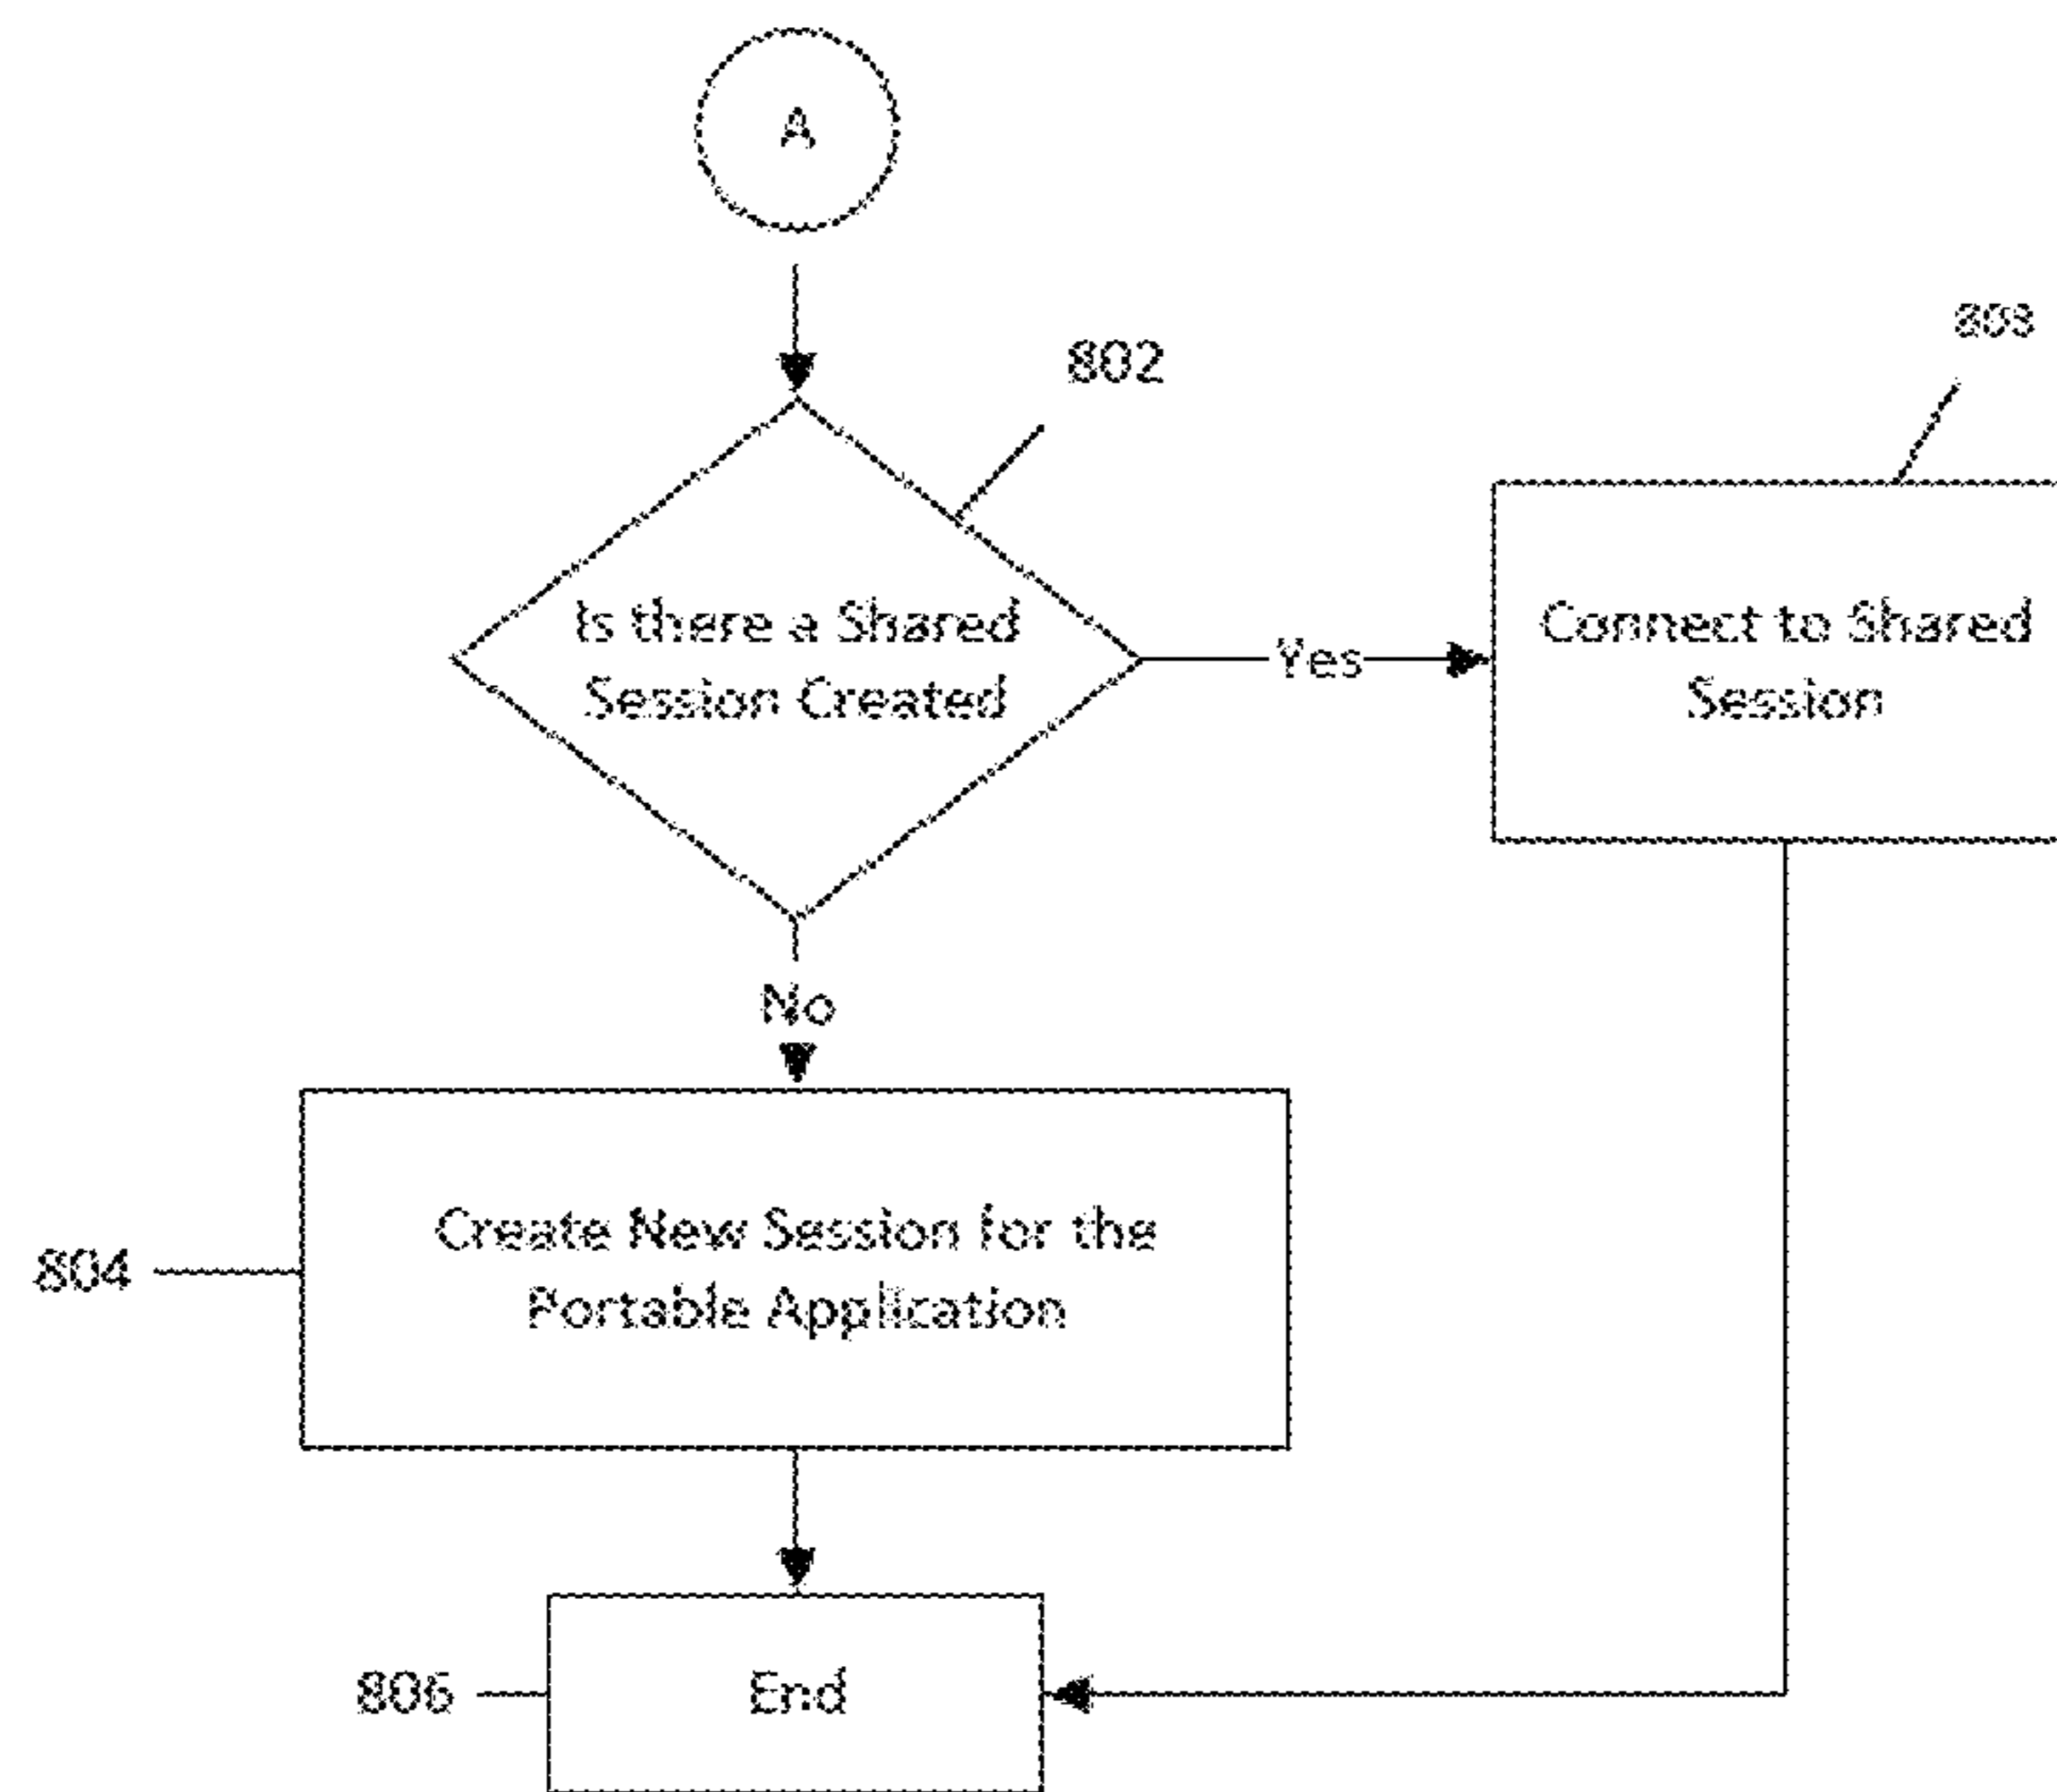 A
802
808
Is there a Shared
Session Created
Yes
Connect to Shared
Session
No
Create New Session for the
Portable Application
804
806
End